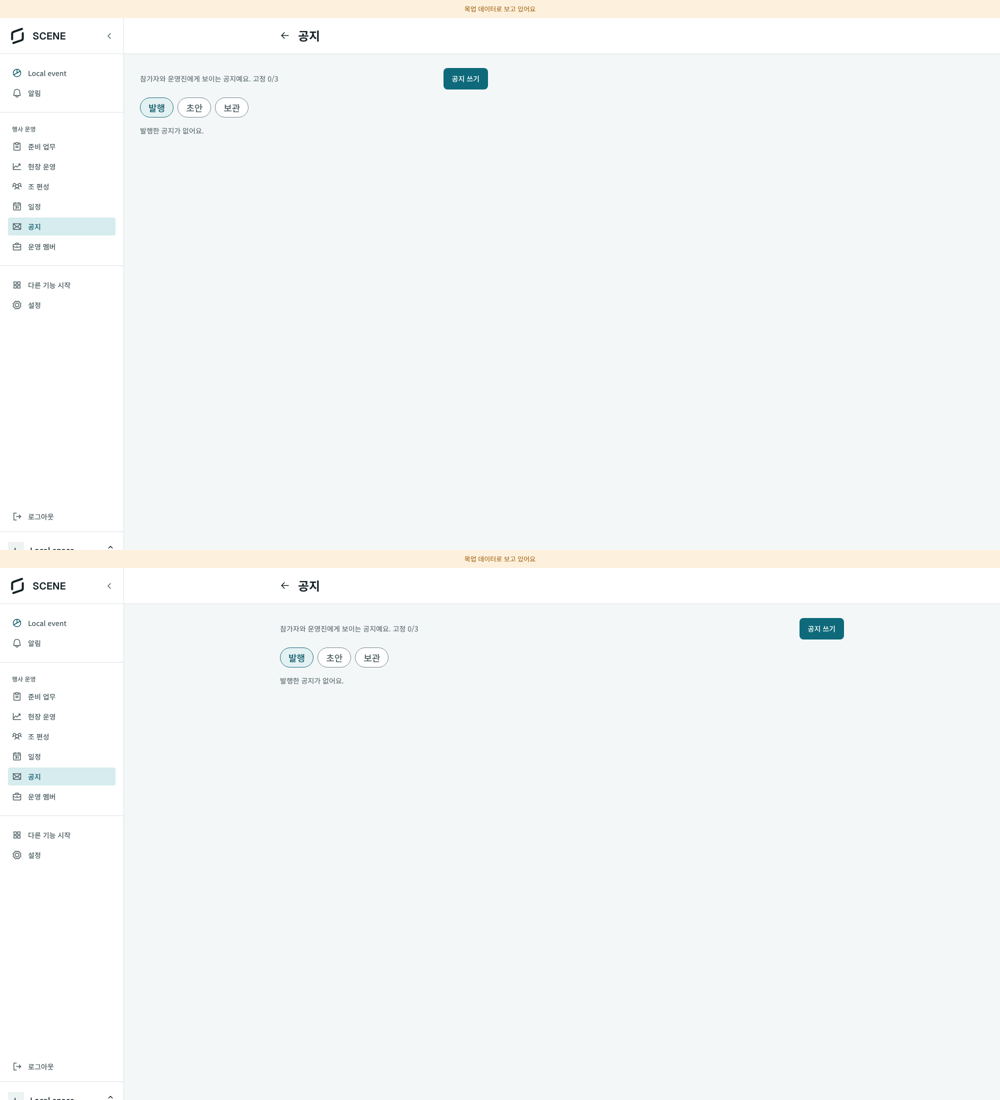 목업 데이터로 보고 있어요
SCENE
공지
Local event
알림
참가자와 운영진에게 보이는 공지예요. 고정 0/3
공지 쓰기
발행
초안
보관
발행한 공지가 없어요.
행사 운영
준비 업무
현장 운영
조 편성
일정
공지
운영 멤버
다른 기능 시작
설정
로그아웃
목업 데이터로 보고 있어요
SCENE
공지
Local event
알림
참가자와 운영진에게 보이는 공지예요. 고정 0/3
공지 쓰기
발행
초안
보관
발행한 공지가 없어요.
행사 운영
준비 업무
현장 운영
조 편성
일정
공지
운영 멤버
다른 기능 시작
설정
로그아웃